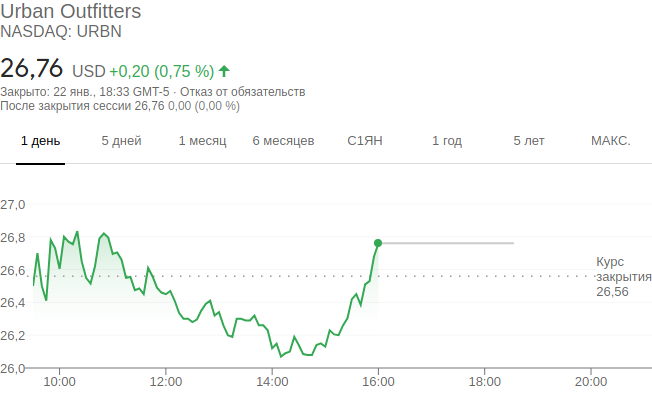 Urban Outfitters
NASDAQ: URBN
26,76 USD +0,20 (0,75 %)
Закрыто: 22 янв., 18:33 GMT-5 · Отказ от обязательств
После закрытия сессии 26,76 0,00 (0,00 %)
1 день 5 дней 1 месяц 6 месяцев С1ЯН 1 год 5 лет МАКС.
27,0
26,8
26,6
26,4
26,2
26,0
Курс
закрытия
26,56
10:00 12:00 14:00 16:00 18:00 20:00